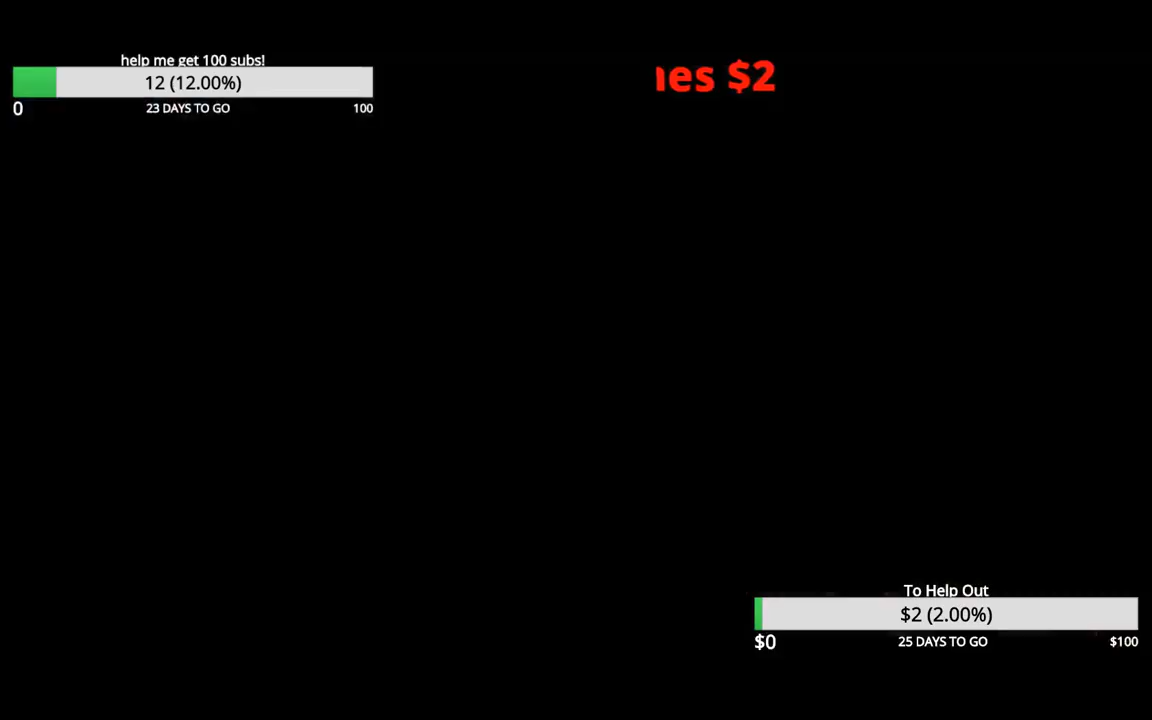 help me get 100 subs!
12 (12.00%)
0 23 DAYS TO GO 100
$2
To Help Out
$2 (2.00%)
$0 25 DAYS TO GO $100